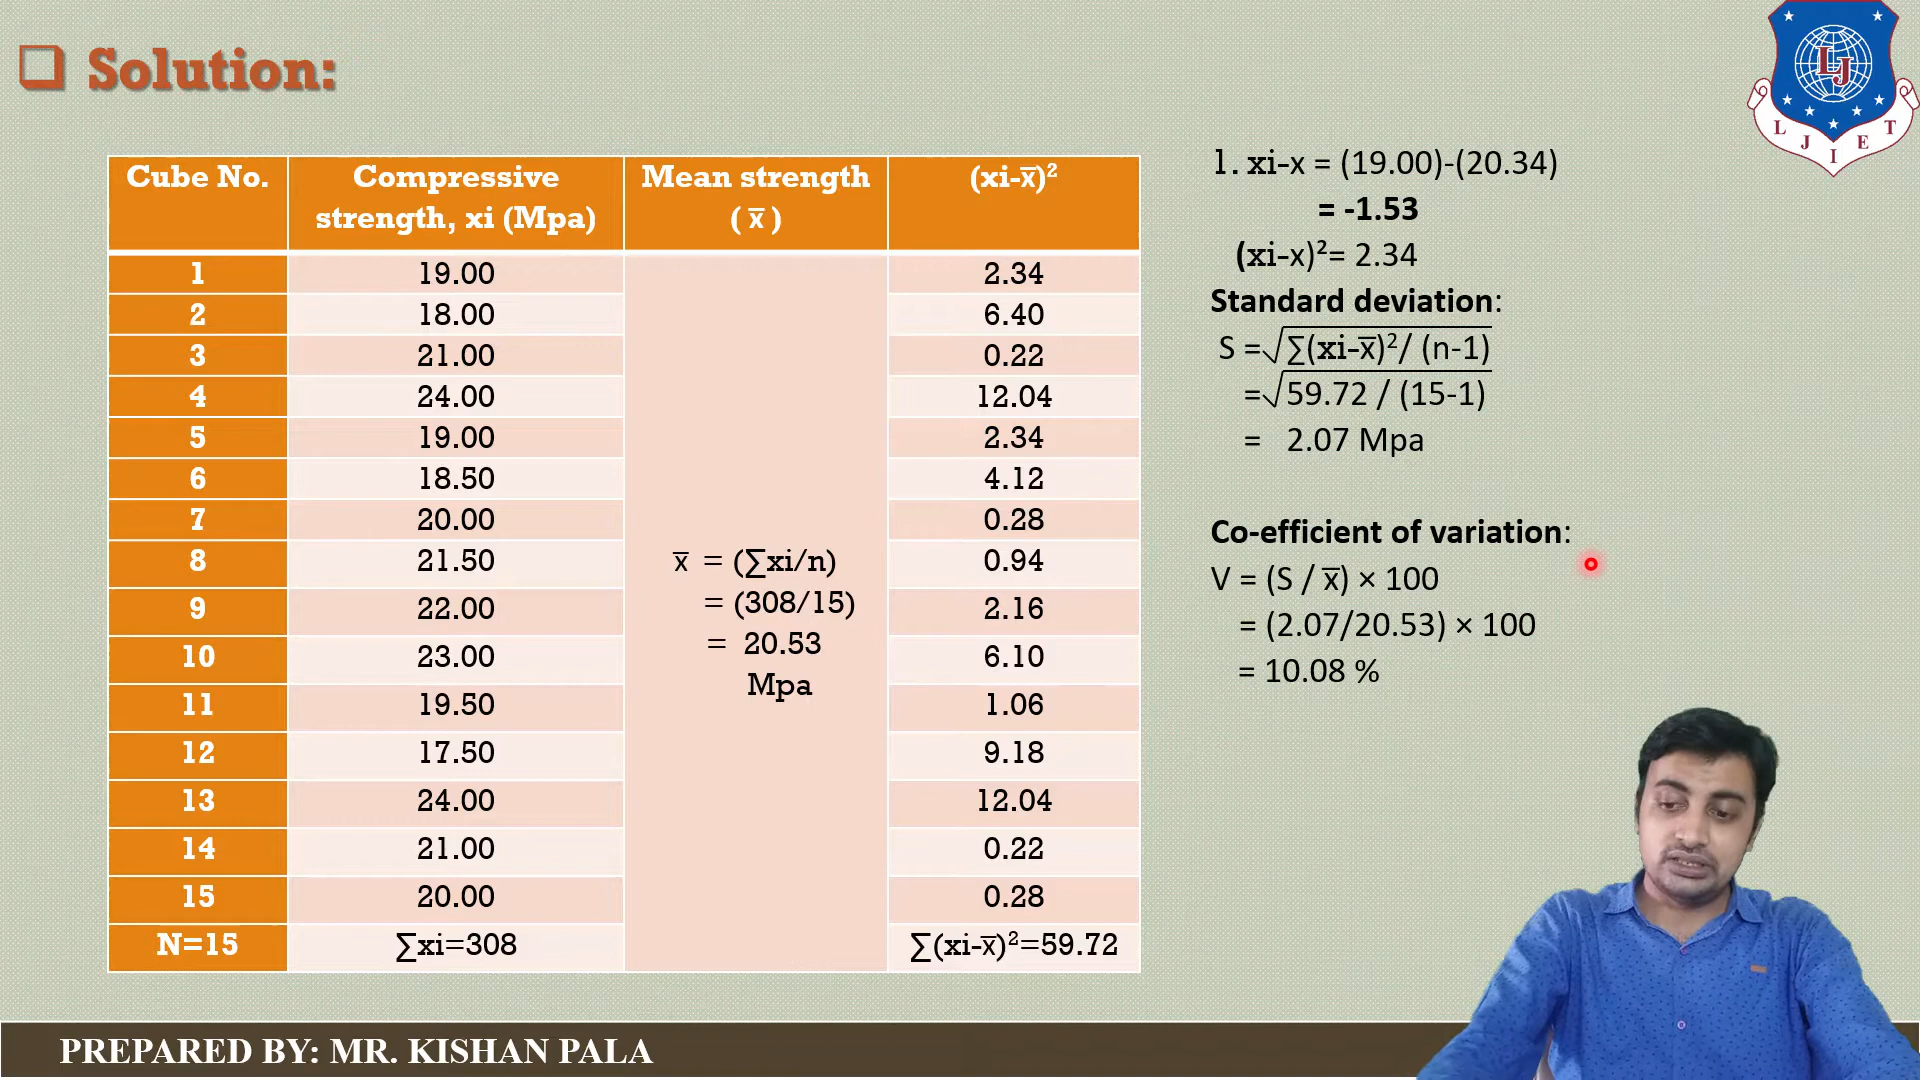 Solution:
Cube No. Compressive strength, xi (Mpa) Mean strength ( x̅ ) (xi-x̅)²
1 19.00 2.34
2 18.00 6.40
3 21.00 0.22
4 24.00 12.04
5 19.00 2.34
6 18.50 4.12
7 20.00 0.28
8 21.50 0.94
9 22.00 2.16
10 23.00 6.10
11 19.50 1.06
12 17.50 9.18
13 24.00 12.04
14 21.00 0.22
15 20.00 0.28
N=15 ∑xi=308 ∑(xi-x̅)²=59.72
x̅ = (∑xi/n)
= (308/15)
= 20.53
Mpa
1. xi-x = (19.00)-(20.34)
= -1.53
(xi-x)²= 2.34
Standard deviation:
S =√∑(xi-x̅)²/ (n-1)
=√59.72 / (15-1)
= 2.07 Mpa
Co-efficient of variation:
V = (S / x̅) × 100
= (2.07/20.53) × 100
= 10.08 %
LJ
L J I E T
PREPARED BY: MR. KISHAN PALA